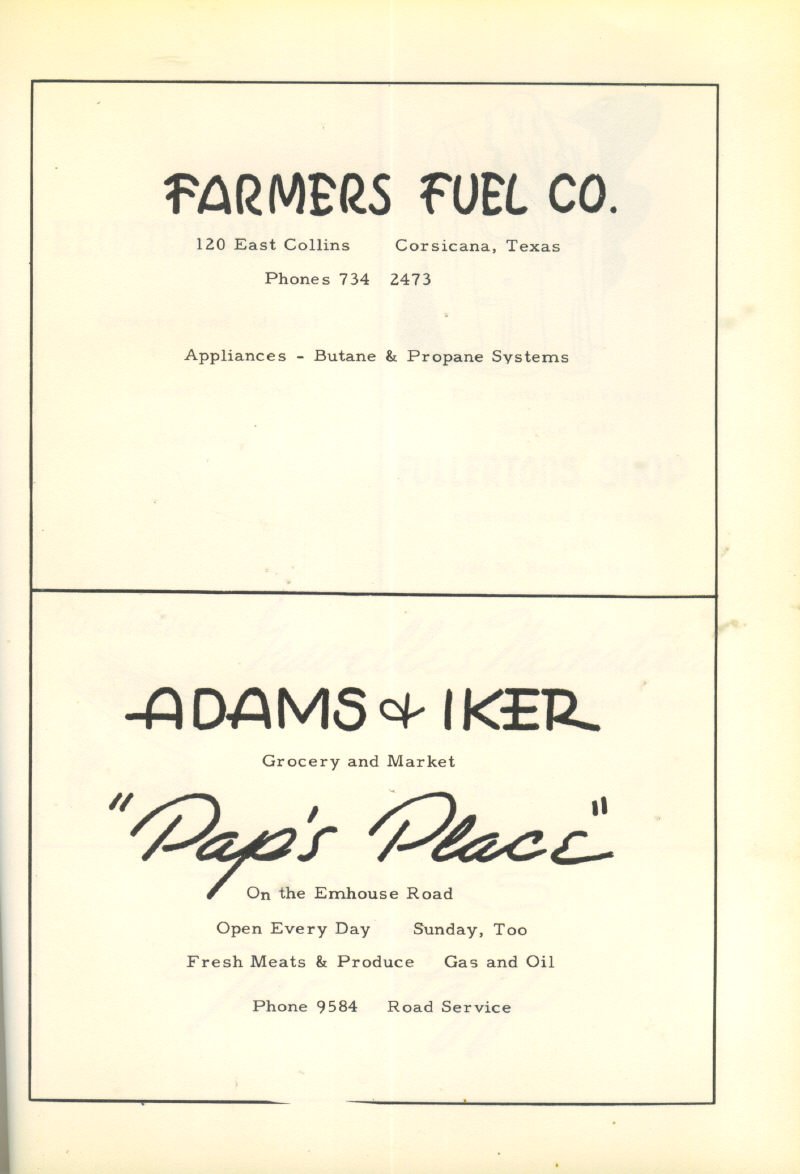 FARMERS FUEL CO.
120 East Collins Corsicana, Texas
Phones 734 2473
Appliances - Butane & Propane Systems
ADAMS & IKER
Grocery and Market
"Pap's Place"
On the Emhouse Road
Open Every Day Sunday, Too
Fresh Meats & Produce Gas and Oil
Phone 9584 Road Service